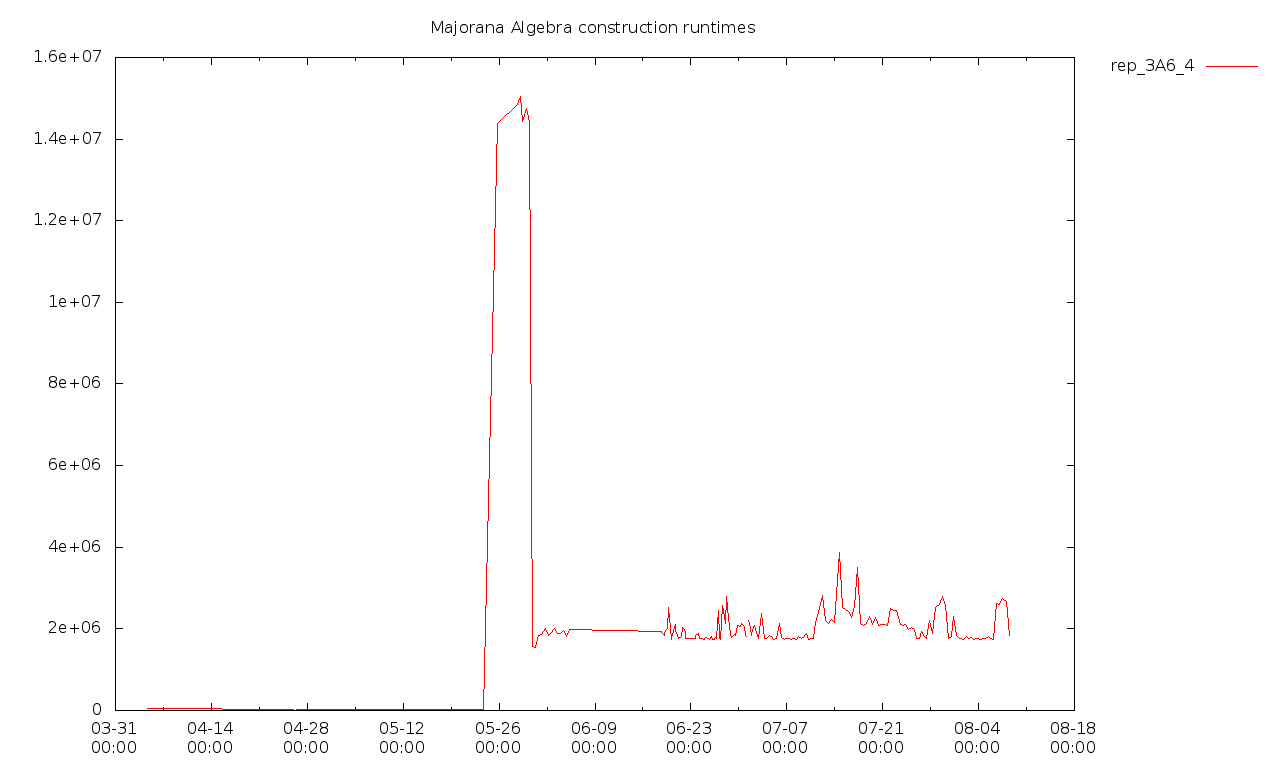 Majorana Algebra construction runtimes
rep_3A6_4
1.6e+07
1.4e+07
1.2e+07
1e+07
8e+06
6e+06
4e+06
2e+06
0
03-31 04-14 04-28 05-12 05-26 06-09 06-23 07-07 07-21 08-04 08-18
00:00 00:00 00:00 00:00 00:00 00:00 00:00 00:00 00:00 00:00 00:00